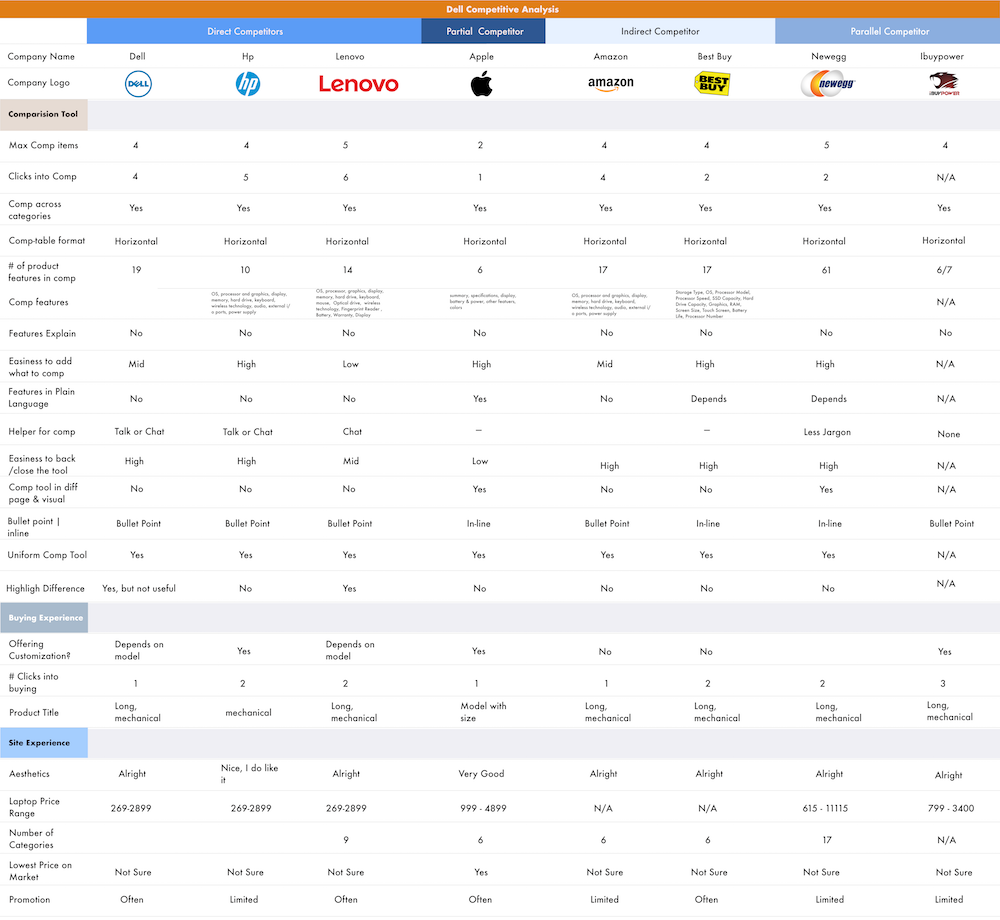 Dell Competitive Analysis
Direct Competitors Partial Competitor Indirect Competitor Parallel Competitor
Company Name Dell Hp Lenovo Apple Amazon Best Buy Newegg Ibuypower
Company Logo DELL hp Lenovo amazon BEST BUY newegg iBUYPOWER
Comparision Tool
Max Comp items 4 4 5 2 4 4 5 4
Clicks into Comp 4 5 6 1 4 2 2 N/A
Comp across
categories Yes Yes Yes Yes Yes Yes Yes Yes
Comp-table format Horizontal Horizontal Horizontal Horizontal Horizontal Horizontal Horizontal Horizontal
# of product
features in comp 19 10 14 6 17 17 61 6/7
Comp features N/A
OS, processor and graphics, display,
memory, hard drive, keyboard,
wireless technology, audio, external i/
o ports, power supply
OS, processor, graphics, display,
memory, hard drive, keyboard,
mouse, Optical drive, wireless
technology, Fingerprint Reader ,
Battery, Warranty, Display
summary, specifications, display,
battery & power, other features,
colors
OS, processor and graphics, display,
memory, hard drive, keyboard,
wireless technology, audio, external i/
o ports, power supply
Storage Type, OS, Processor Model,
Processor Speed, SSD Capacity, Hard
Drive Capacity, Graphics, RAM,
Screen Size, Touch Screen, Battery
Life, Processor Number
Features Explain No No No No No No No No
Easiness to add
what to comp Mid High Low High Mid High High N/A
Features in Plain
Language No No No Yes No Depends Depends N/A
Helper for comp Talk or Chat Talk or Chat Chat — — Less Jargon None
Easiness to back
/close the tool High High Mid Low High High High N/A
Comp tool in diff
page & visual No No No Yes No No Yes N/A
Bullet point |
inline Bullet Point Bullet Point Bullet Point In-line Bullet Point In-line In-line Bullet Point
Uniform Comp Tool Yes Yes Yes Yes Yes Yes Yes N/A
Highligh Difference Yes, but not useful No Yes No No No No N/A
Buying Experience
Offering
Customization? Depends on
model Yes Depends on
model Yes No No Yes
# Clicks into
buying 1 2 2 1 1 2 2 3
Product Title Long,
mechanical mechanical Long,
mechanical Model with
size Long,
mechanical Long,
mechanical Long,
mechanical Long,
mechanical
Site Experience
Aesthetics Alright Nice, I do like
it Alright Very Good Alright Alright Alright Alright
Laptop Price
Range 269-2899 269-2899 269-2899 999 - 4899 N/A N/A 615 - 11115 799 - 3400
Number of
Categories 9 6 6 6 17 N/A
Lowest Price on
Market Not Sure Not Sure Not Sure Yes Not Sure Not Sure Not Sure Not Sure
Promotion Often Limited Often Often Limited Often Limited Limited